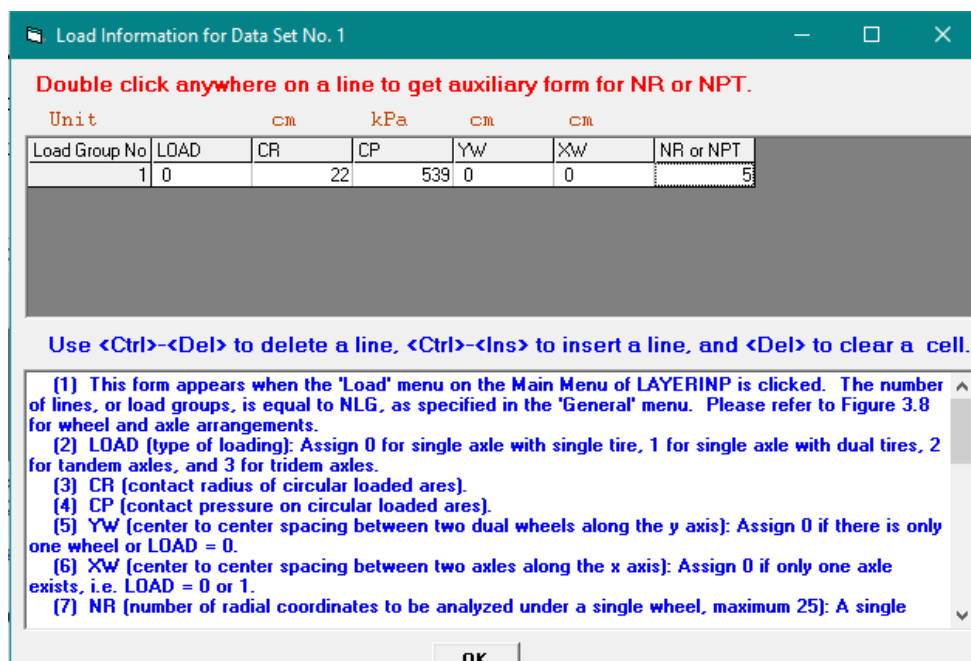 Load Information for Data Set No. 1
Double click anywhere on a line to get auxiliary form for NR or NPT.
Unit cm kPa cm cm
Load Group No LOAD CR CP YW XW NR or NPT
1 0 22 539 0 0 5
Use <Ctrl>-<Del> to delete a line, <Ctrl>-<Ins> to insert a line, and <Del> to clear a cell.
(1) This form appears when the 'Load' menu on the Main Menu of LAYERINP is clicked. The number
of lines, or load groups, is equal to NLG, as specified in the 'General' menu. Please refer to Figure 3.8
for wheel and axle arrangements.
(2) LOAD (type of loading): Assign 0 for single axle with single tire, 1 for single axle with dual tires, 2
for tandem axles, and 3 for tridem axles.
(3) CR (contact radius of circular loaded ares).
(4) CP (contact pressure on circular loaded ares).
(5) YW (center to center spacing between two dual wheels along the y axis): Assign 0 if there is only
one wheel or LOAD = 0.
(6) XW (center to center spacing between two axles along the x axis): Assign 0 if only one axle
exists, i.e. LOAD = 0 or 1.
(7) NR (number of radial coordinates to be analyzed under a single wheel, maximum 25): A single
OK